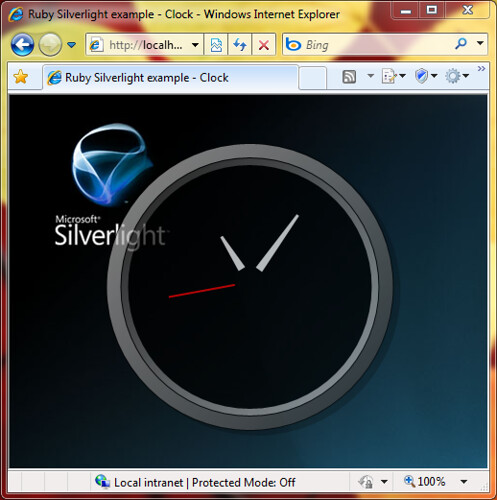 Ruby Silverlight example - Clock - Windows Internet Explorer
http://localh...
Bing
Ruby Silverlight example - Clock
Microsoft®
Silverlight™
Local intranet | Protected Mode: Off
100%